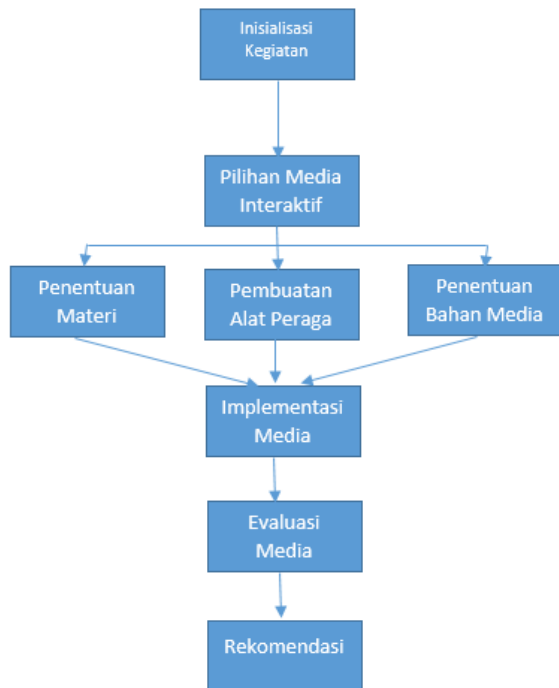 Inisialisasi
Kegiatan
Pilihan Media
Interaktif
Penentuan
Materi
Pembuatan
Alat Peraga
Penentuan
Bahan Media
Implementasi
Media
Evaluasi
Media
Rekomendasi